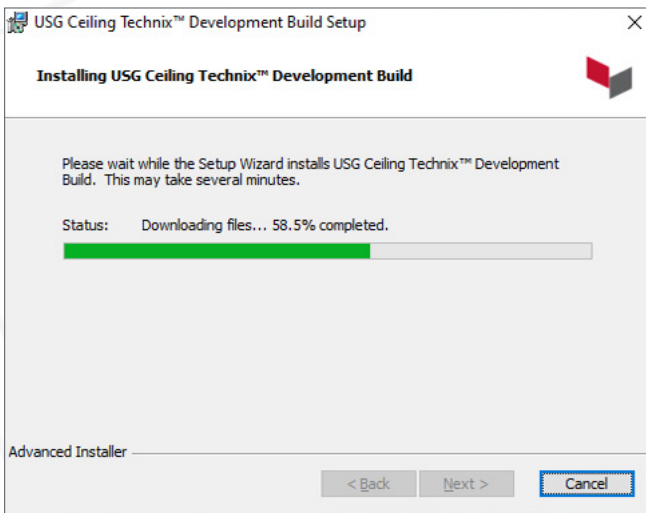 USG Ceiling Technix™ Development Build Setup
Installing USG Ceiling Technix™ Development Build
Please wait while the Setup Wizard installs USG Ceiling Technix™ Development
Build. This may take several minutes.
Status: Downloading files... 58.5% completed.
Advanced Installer
< Back Next > Cancel